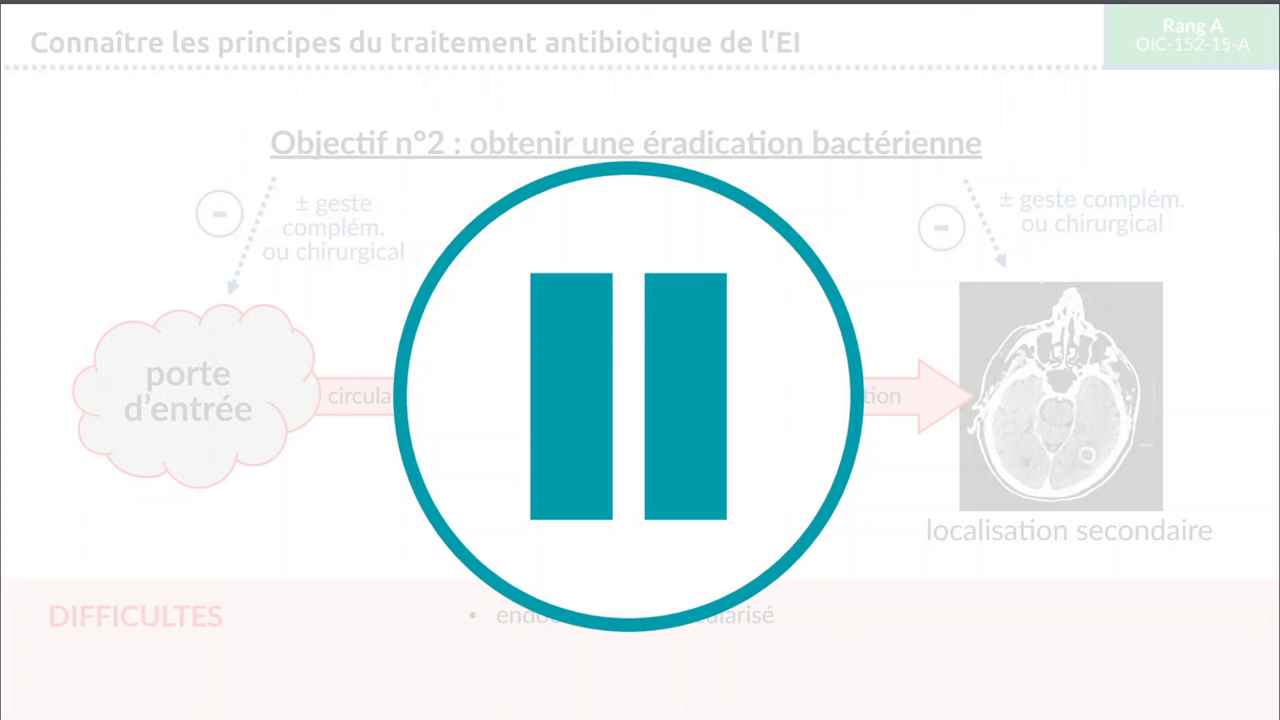 Connaître les principes du traitement antibiotique de l'EI
Rang A
OIC-152-15-A
Objectif n°2 : obtenir une éradication bactérienne
± geste
complém.
ou chirurgical
± geste complém.
ou chirurgical
porte
d'entrée
localisation secondaire
DIFFICULTES